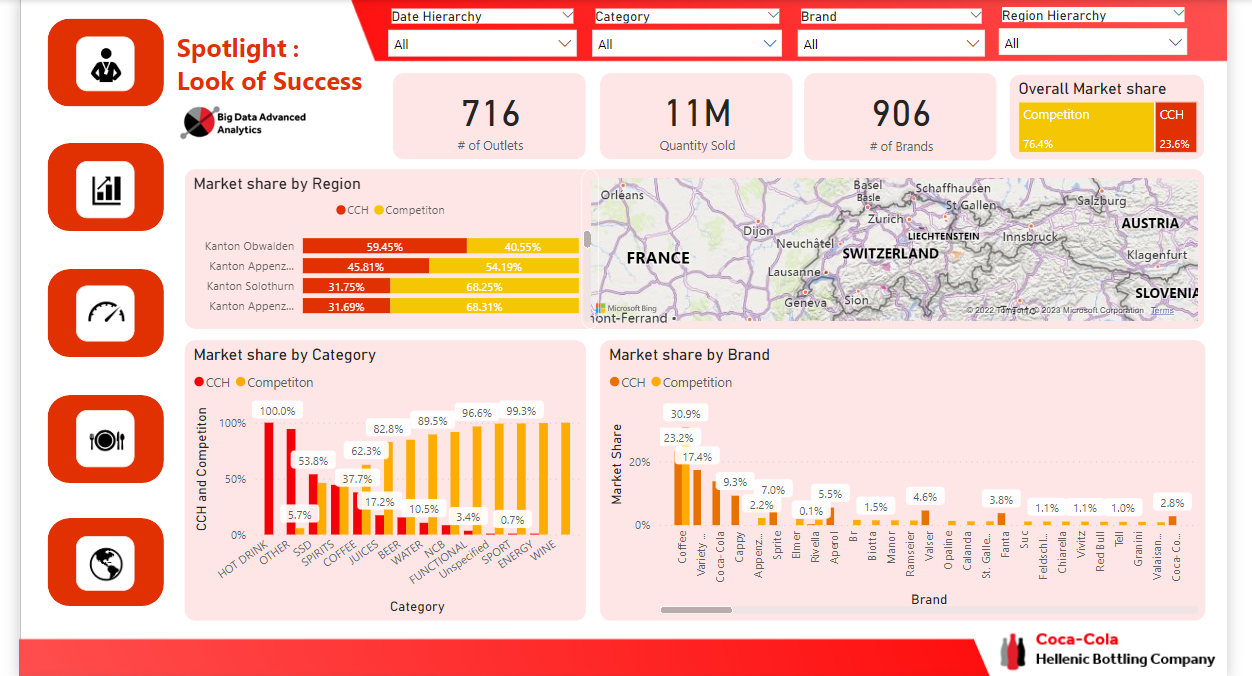 Date Hierarchy
Category
Brand
Region Hierarchy
All
All
All
All
Spotlight :
Look of Success
Big Data Advanced
Analytics
716
# of Outlets
11M
Quantity Sold
906
# of Brands
Overall Market share
Competiton
CCH
76.4%
23.6%
Market share by Region
CCH
Competiton
Kanton Obwalden
59.45%
40.55%
Kanton Appenz...
45.81%
54.19%
Kanton Solothurn
31.75%
68.25%
Kanton Appenz...
31.69%
68.31%
Orléans
Basel
Basle
Schaffhausen
St Gallen
Salzburg
Zurich
Dijon
AUSTRIA
LIECHTENSTEIN
Innsbruck
Neuchâtel
FRANCE
SWITZERLAND
Klagenfurt
Lausanne
Geneva
Sion
SLOVENIA
Microsoft Bing
mont-Ferrand
© 2022 TomTom, © 2023 Microsoft Corporation
Terms
Market share by Category
CCH
Competiton
CCH and Competiton
100%
50%
0%
100.0%
5.7%
53.8%
37.7%
62.3%
17.2%
82.8%
10.5%
89.5%
3.4%
96.6%
0.7%
99.3%
HOT DRINK
OTHER
SSD
SPIRITS
COFFEE
JUICES
BEER
WATER
NCB
FUNCTIONAL
Unspecified
SPORT
ENERGY
WINE
Category
Market share by Brand
CCH
Competition
Market Share
20%
0%
30.9%
23.2%
17.4%
9.3%
2.2%
7.0%
0.1%
5.5%
1.5%
4.6%
3.8%
1.1%
1.1%
1.0%
2.8%
Coffee
Variety ...
Coca-Cola
Cappy
Appenz...
Sprite
Elmer
Rivella
Aperol
Br
Biotta
Manor
Ramseier
Valser
Opaline
Calanda
St. Galle...
Fanta
Suc
Feldschl...
Chiarella
Vivitz
Red Bull
Tell
Granini
Valaisan...
Coca-Co...
Brand
Coca-Cola
Hellenic Bottling Company